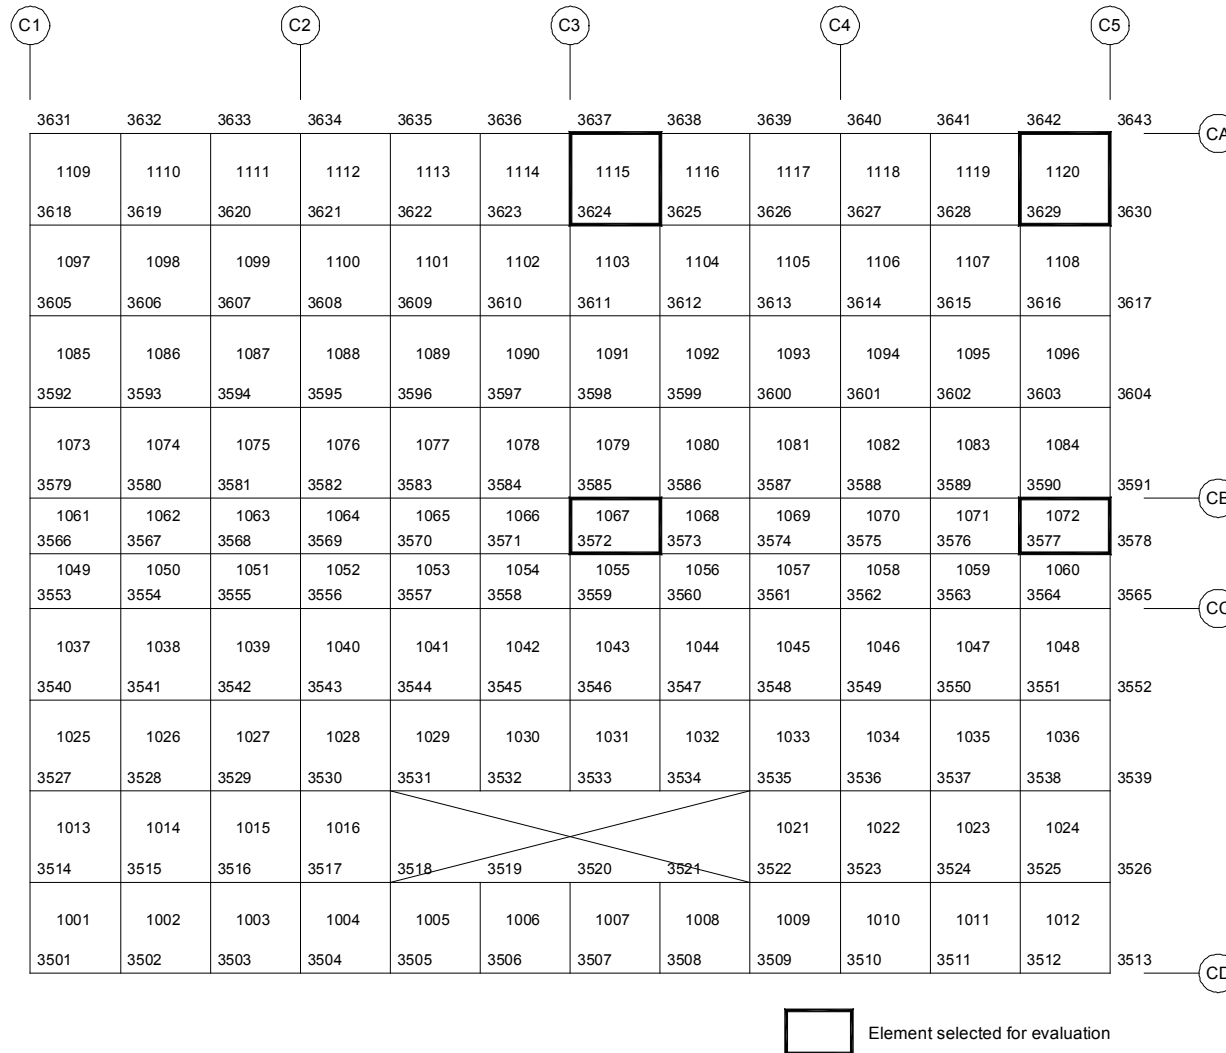 C1 C2 C3 C4 C5
3631 3632 3633 3634 3635 3636 3637 3638 3639 3640 3641 3642 3643
CA
1109 1110 1111 1112 1113 1114 1115 1116 1117 1118 1119 1120
3618 3619 3620 3621 3622 3623 3624 3625 3626 3627 3628 3629 3630
1097 1098 1099 1100 1101 1102 1103 1104 1105 1106 1107 1108
3605 3606 3607 3608 3609 3610 3611 3612 3613 3614 3615 3616 3617
1085 1086 1087 1088 1089 1090 1091 1092 1093 1094 1095 1096
3592 3593 3594 3595 3596 3597 3598 3599 3600 3601 3602 3603 3604
1073 1074 1075 1076 1077 1078 1079 1080 1081 1082 1083 1084
3579 3580 3581 3582 3583 3584 3585 3586 3587 3588 3589 3590 3591
CB
1061 1062 1063 1064 1065 1066 1067 1068 1069 1070 1071 1072
3566 3567 3568 3569 3570 3571 3572 3573 3574 3575 3576 3577 3578
1049 1050 1051 1052 1053 1054 1055 1056 1057 1058 1059 1060
3553 3554 3555 3556 3557 3558 3559 3560 3561 3562 3563 3564 3565
CC
1037 1038 1039 1040 1041 1042 1043 1044 1045 1046 1047 1048
3540 3541 3542 3543 3544 3545 3546 3547 3548 3549 3550 3551 3552
1025 1026 1027 1028 1029 1030 1031 1032 1033 1034 1035 1036
3527 3528 3529 3530 3531 3532 3533 3534 3535 3536 3537 3538 3539
1013 1014 1015 1016 1021 1022 1023 1024
3514 3515 3516 3517 3518 3519 3520 3521 3522 3523 3524 3525 3526
1001 1002 1003 1004 1005 1006 1007 1008 1009 1010 1011 1012
3501 3502 3503 3504 3505 3506 3507 3508 3509 3510 3511 3512 3513
CD
Element selected for evaluation